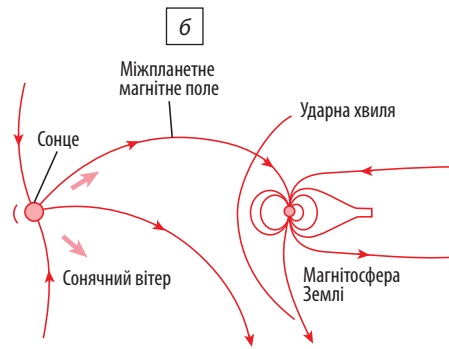 б
Міжпланетне
магнітне поле
Ударна хвиля
Сонце
Сонячний вітер
Магнітосфера
Землі